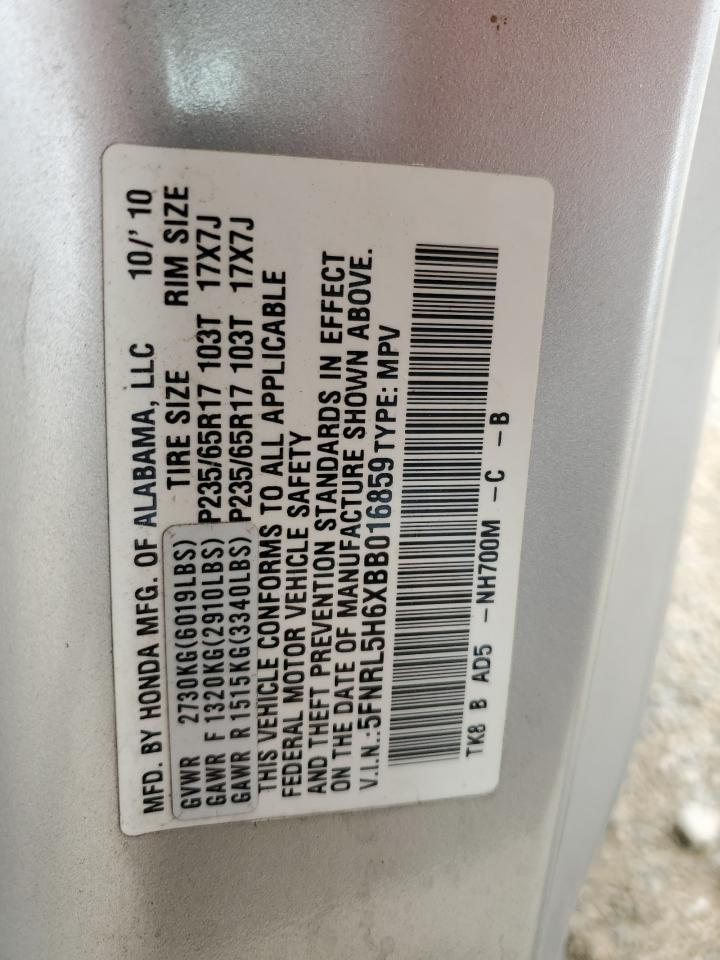 MFD. BY HONDA MFG. OF ALABAMA, LLC 10/' 10
TIRE SIZE RIM SIZE
GVWR 2730KG(6019LBS)
GAWR F 1320KG(2910LBS) P235/65R17 103T 17X7J
GAWR R 1515KG(3340LBS) P235/65R17 103T 17X7J
THIS VEHICLE CONFORMS TO ALL APPLICABLE
FEDERAL MOTOR VEHICLE SAFETY
AND THEFT PREVENTION STANDARDS IN EFFECT
ON THE DATE OF MANUFACTURE SHOWN ABOVE.
V.I.N.:5FNRL5H6XBB016859 TYPE: MPV
TK8 B AD5 -NH700M -C -B